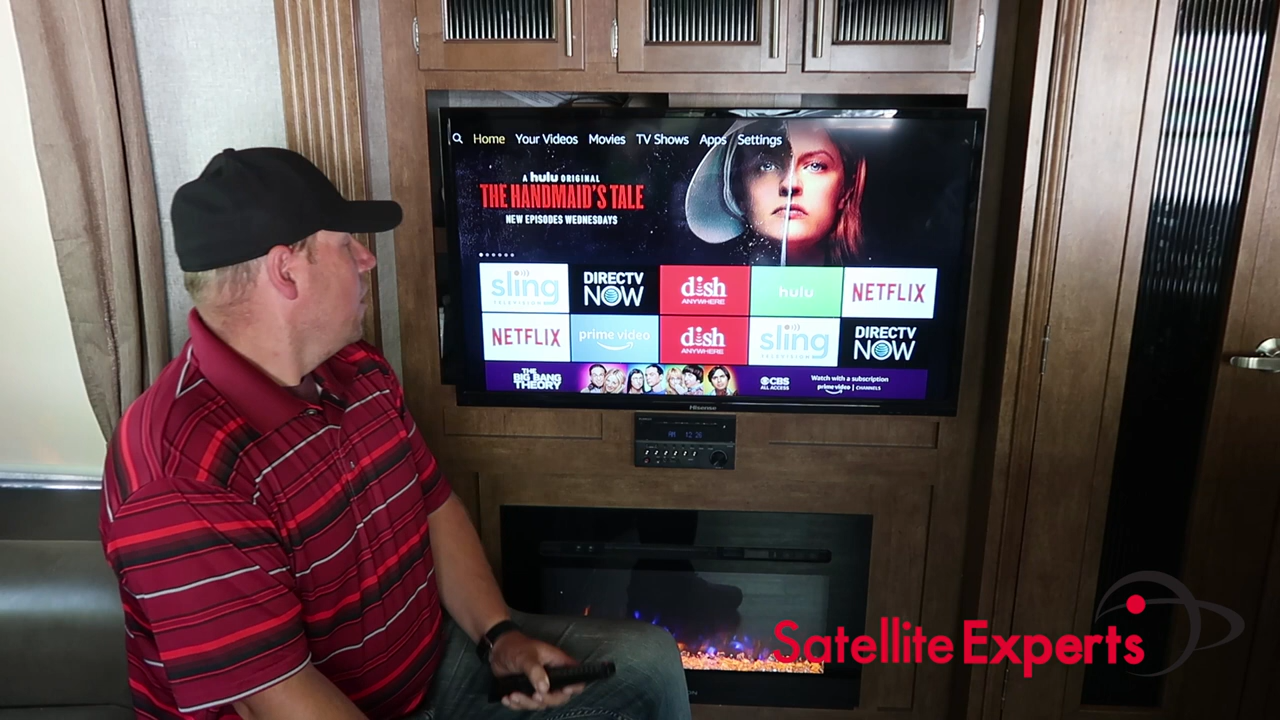 Home Your Videos Movies TV Shows Apps Settings
A hulu ORIGINAL
THE HANDMAID'S TALE
NEW EPISODES WEDNESDAYS
sling
TELEVISION
DIRECTV
NOW
dish
ANYWHERE
hulu
NETFLIX
NETFLIX
prime video
dish
ANYWHERE
sling
TELEVISION
DIRECTV
NOW
THE
BIG BANG
THEORY
CBS
ALL ACCESS
Watch with a subscription
prime video | CHANNELS
Hisense
Satellite Experts